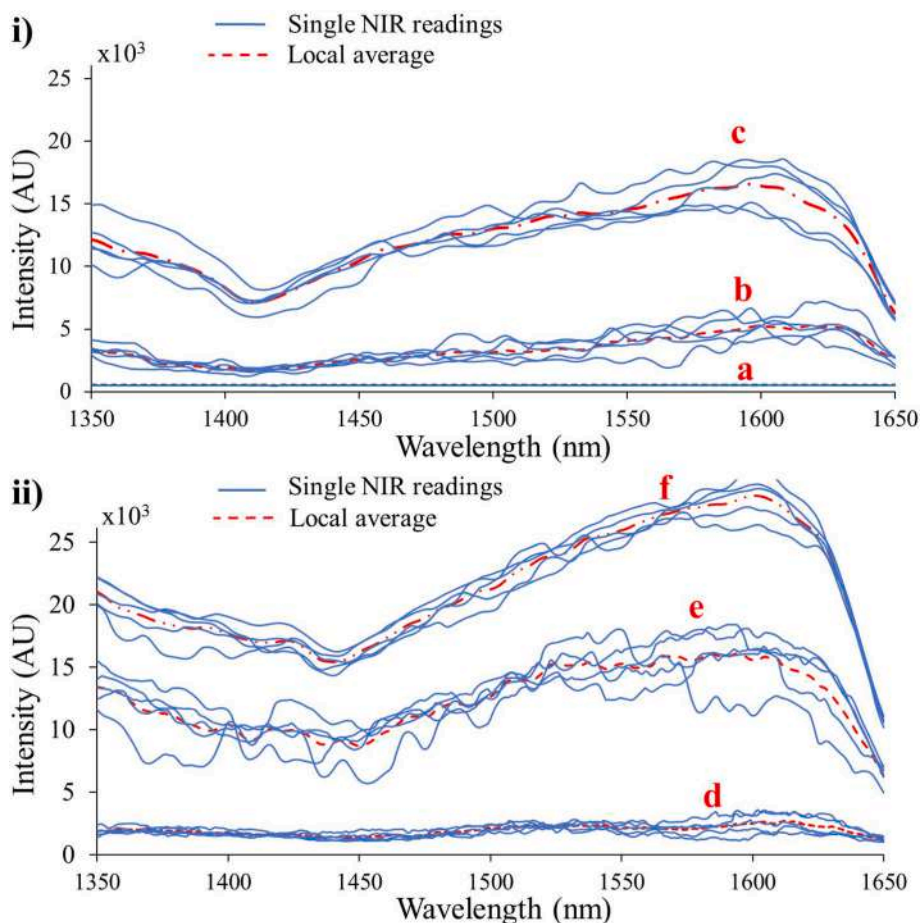 i)
Single NIR readings
Local average
x10³
25
20
15
10
5
0
Intensity (AU)
c
b
a
1350 1400 1450 1500 1550 1600 1650
Wavelength (nm)
ii)
Single NIR readings
Local average
x10³
25
20
15
10
5
0
Intensity (AU)
f
e
d
1350 1400 1450 1500 1550 1600 1650
Wavelength (nm)